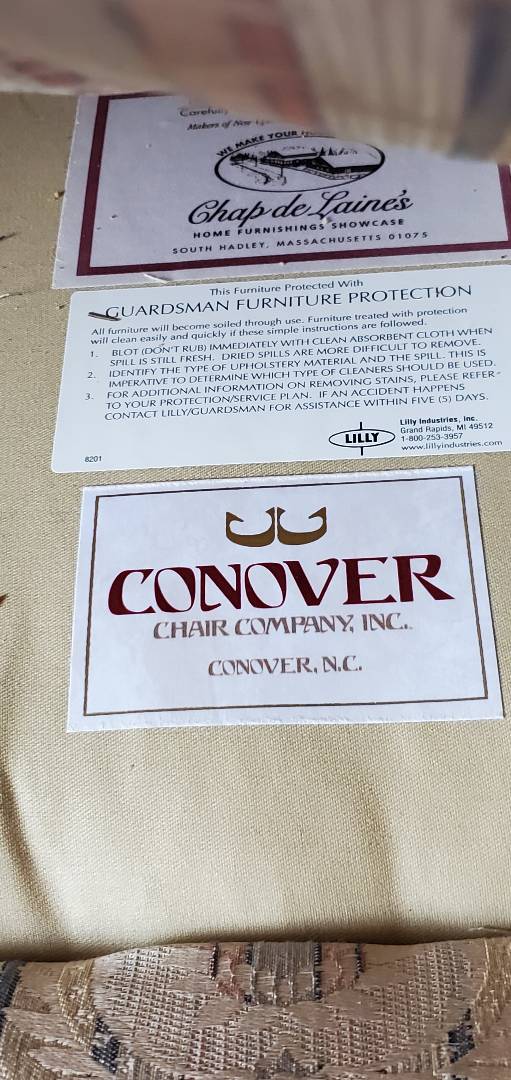 Carefully
Makers of New
WE MAKE YOUR
Chap de Laine's
HOME FURNISHINGS SHOWCASE
SOUTH HADLEY, MASSACHUSETTS 01075
This Furniture Protected With
GUARDSMAN FURNITURE PROTECTION
All furniture will become soiled through use. Furniture treated with protection
will clean easily and quickly if these simple instructions are followed.
1. BLOT (DON'T RUB) IMMEDIATELY WITH CLEAN ABSORBENT CLOTH WHEN
SPILL IS STILL FRESH. DRIED SPILLS ARE MORE DIFFICULT TO REMOVE.
2. IDENTIFY THE TYPE OF UPHOLSTERY MATERIAL AND THE SPILL. THIS IS
IMPERATIVE TO DETERMINE WHICH TYPE OF CLEANERS SHOULD BE USED.
3. FOR ADDITIONAL INFORMATION ON REMOVING STAINS, PLEASE REFER
TO YOUR PROTECTION/SERVICE PLAN. IF AN ACCIDENT HAPPENS
CONTACT LILLY/GUARDSMAN FOR ASSISTANCE WITHIN FIVE (5) DAYS.
LILLY
Lilly Industries, Inc.
Grand Rapids, MI 49512
1-800-253-3957
www.lillyindustries.com
8201
CONOVER
CHAIR COMPANY, INC.
CONOVER, N.C.